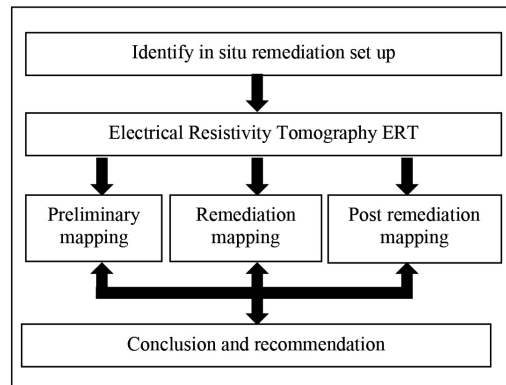 Identify in situ remediation set up
Electrical Resistivity Tomography ERT
Preliminary
mapping
Remediation
mapping
Post remediation
mapping
Conclusion and recommendation